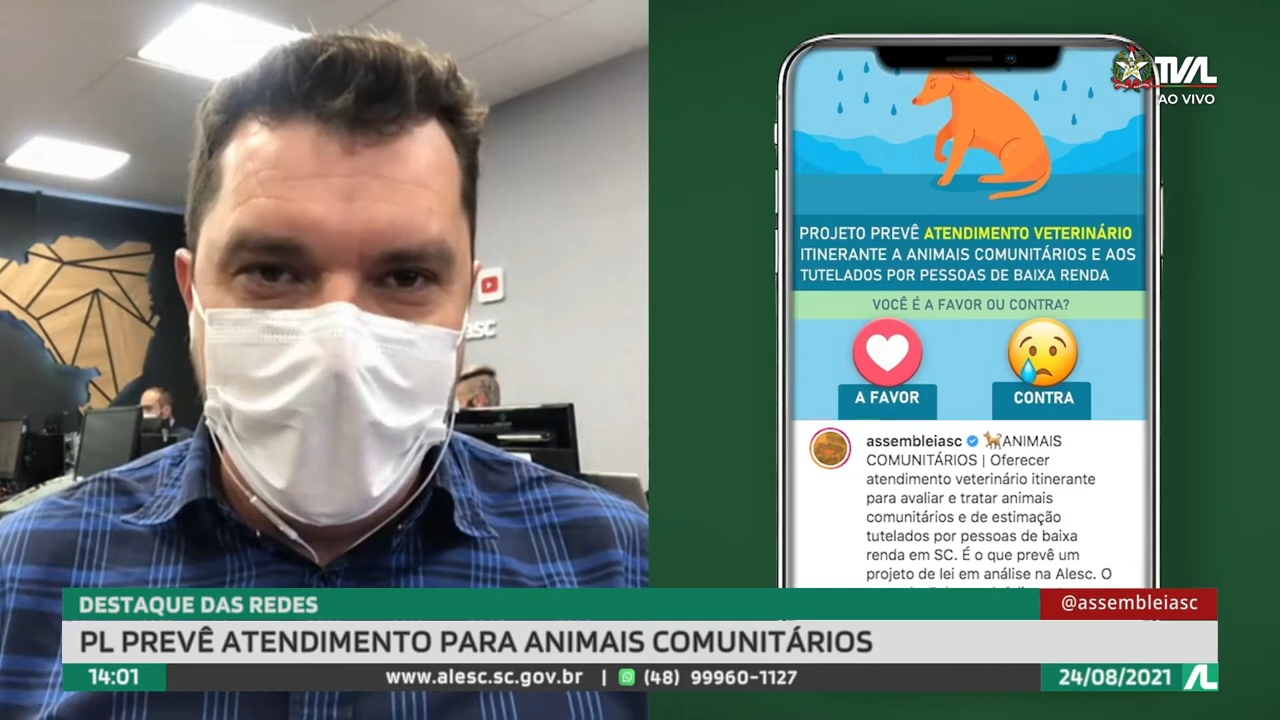 TVAL
AO VIVO
PROJETO PREVÊ ATENDIMENTO VETERINÁRIO
ITINERANTE A ANIMAIS COMUNITÁRIOS E AOS
TUTELADOS POR PESSOAS DE BAIXA RENDA
VOCÊ É A FAVOR OU CONTRA?
A FAVOR
CONTRA
assembleiasc ANIMAIS
COMUNITÁRIOS | Oferecer
atendimento veterinário itinerante
para avaliar e tratar animais
comunitários e de estimação
tutelados por pessoas de baixa
renda em SC. É o que prevê um
projeto de lei em análise na Alesc. O
asc
DESTAQUE DAS REDES
@assembleiasc
PL PREVÊ ATENDIMENTO PARA ANIMAIS COMUNITÁRIOS
14:01
www.alesc.sc.gov.br | (48) 99960-1127
24/08/2021
AL